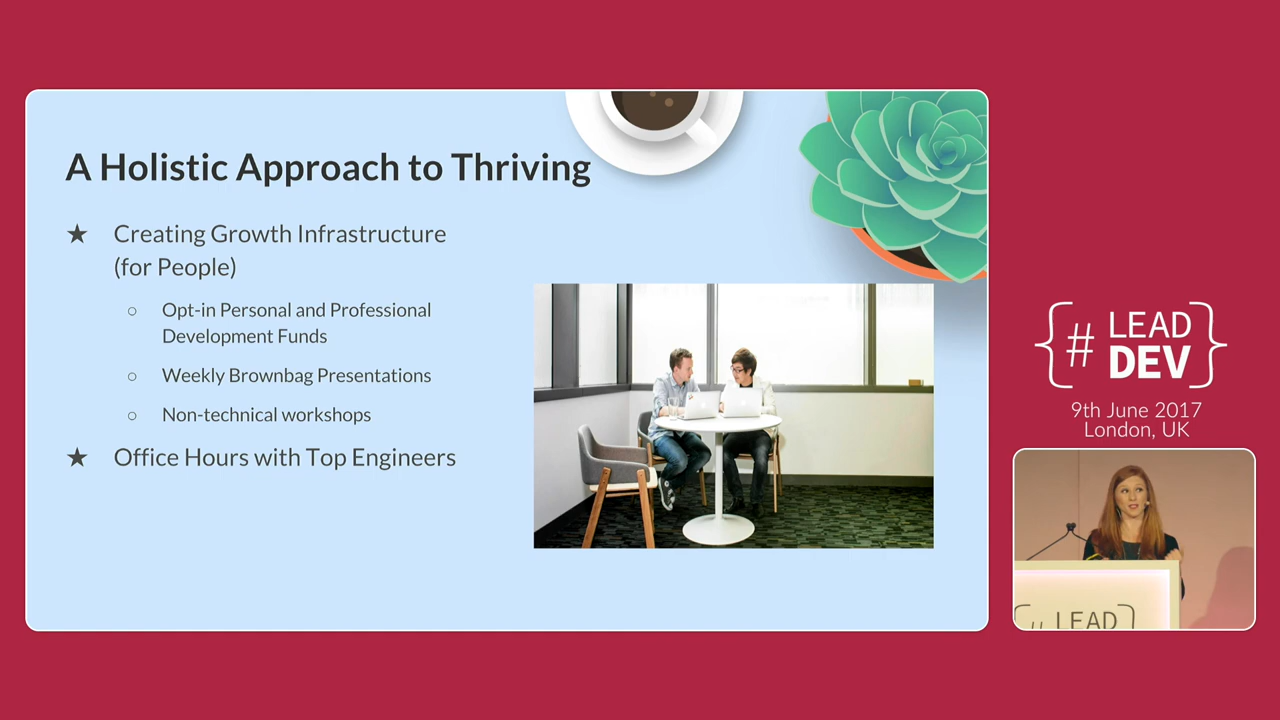 A Holistic Approach to Thriving
★ Creating Growth Infrastructure
(for People)
○ Opt-in Personal and Professional
Development Funds
○ Weekly Brownbag Presentations
○ Non-technical workshops
★ Office Hours with Top Engineers
{# LEAD
DEV}
9th June 2017
London, UK
{# LEAD}